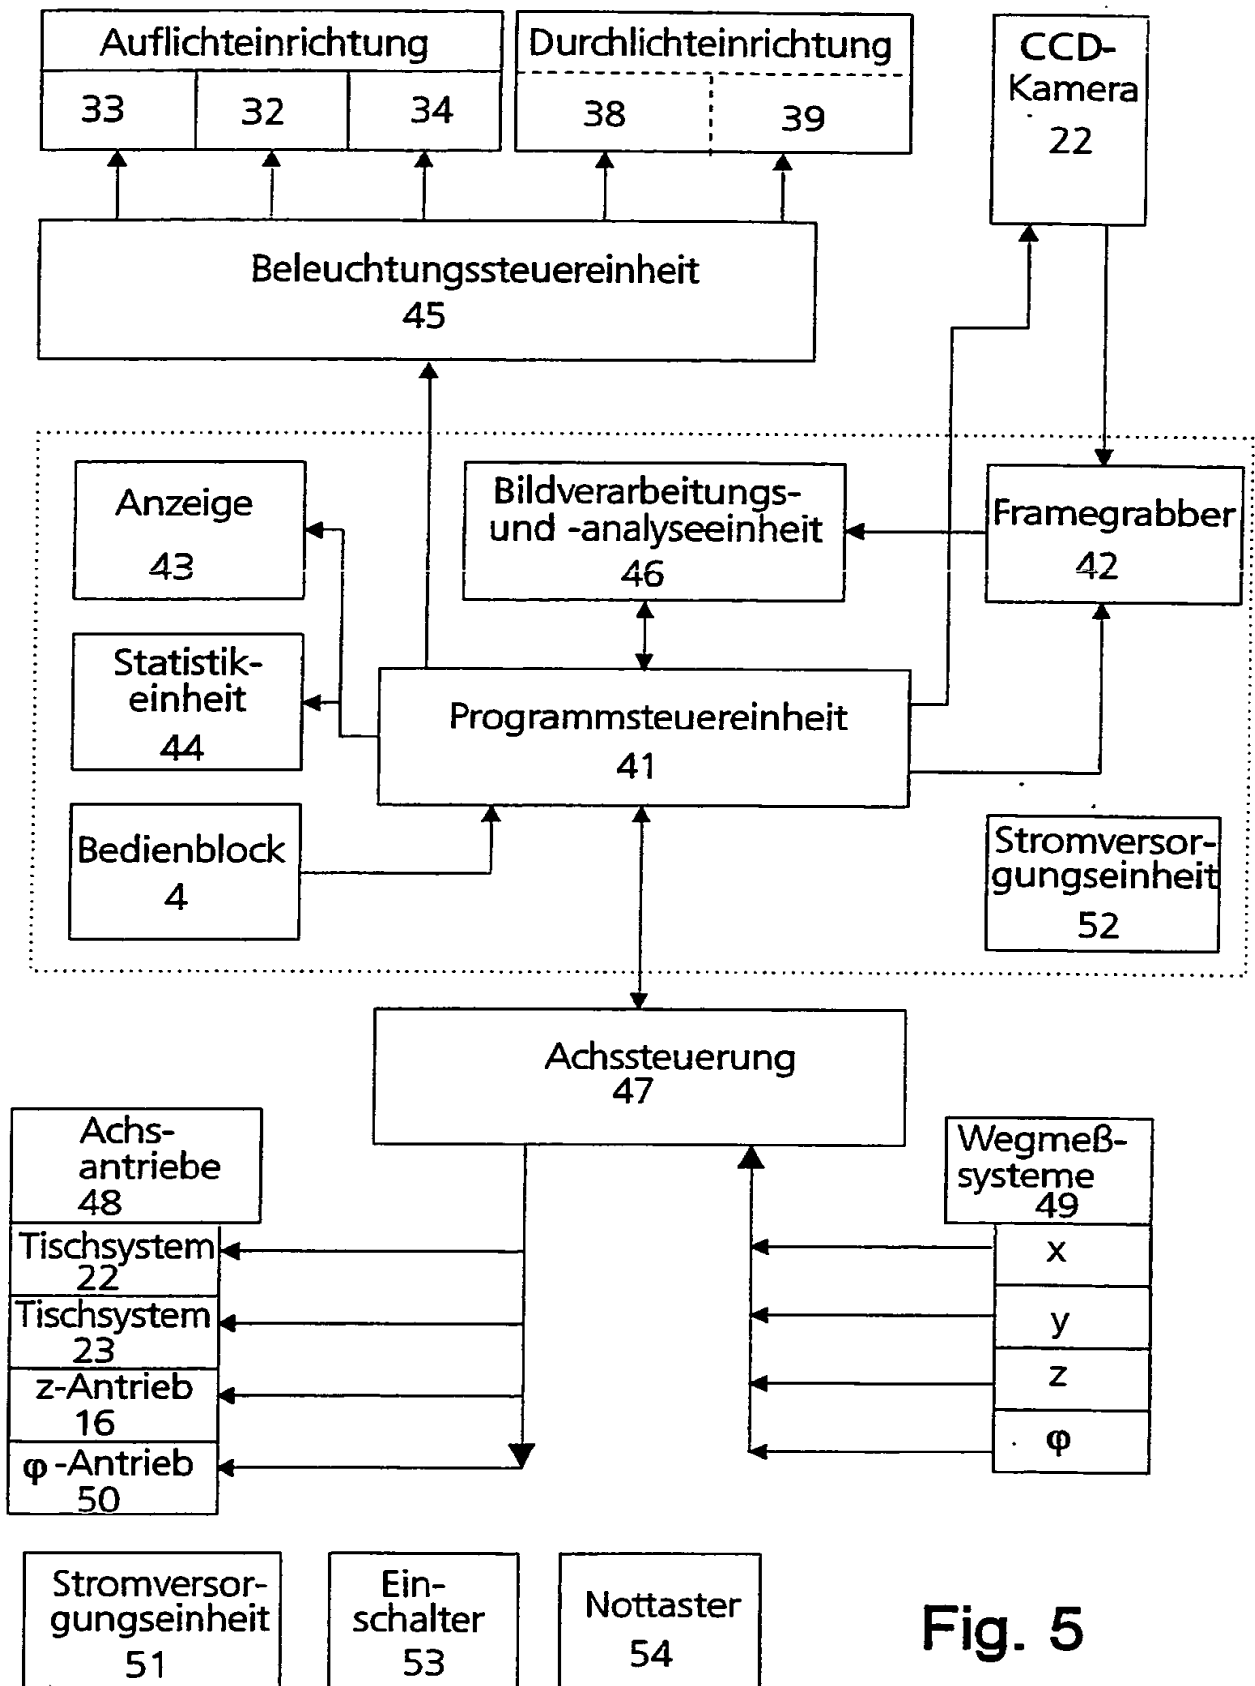 Auflichteinrichtung
33 32 34
Durchlichteinrichtung
38 39
CCD-
Kamera
22
Beleuchtungssteuereinheit
45
Anzeige
43
Bildverarbeitungs-
und -analyseeinheit
46
Framegrabber
42
Statistik-
einheit
44
Programmsteuereinheit
41
Bedienblock
4
Stromversor-
gungseinheit
52
Achssteuerung
47
Achs-
antriebe
48
Tischsystem
22
Tischsystem
23
z-Antrieb
16
φ-Antrieb
50
Wegmeß-
systeme
49
x
y
z
φ
Stromversor-
gungseinheit
51
Ein-
schalter
53
Nottaster
54
Fig. 5